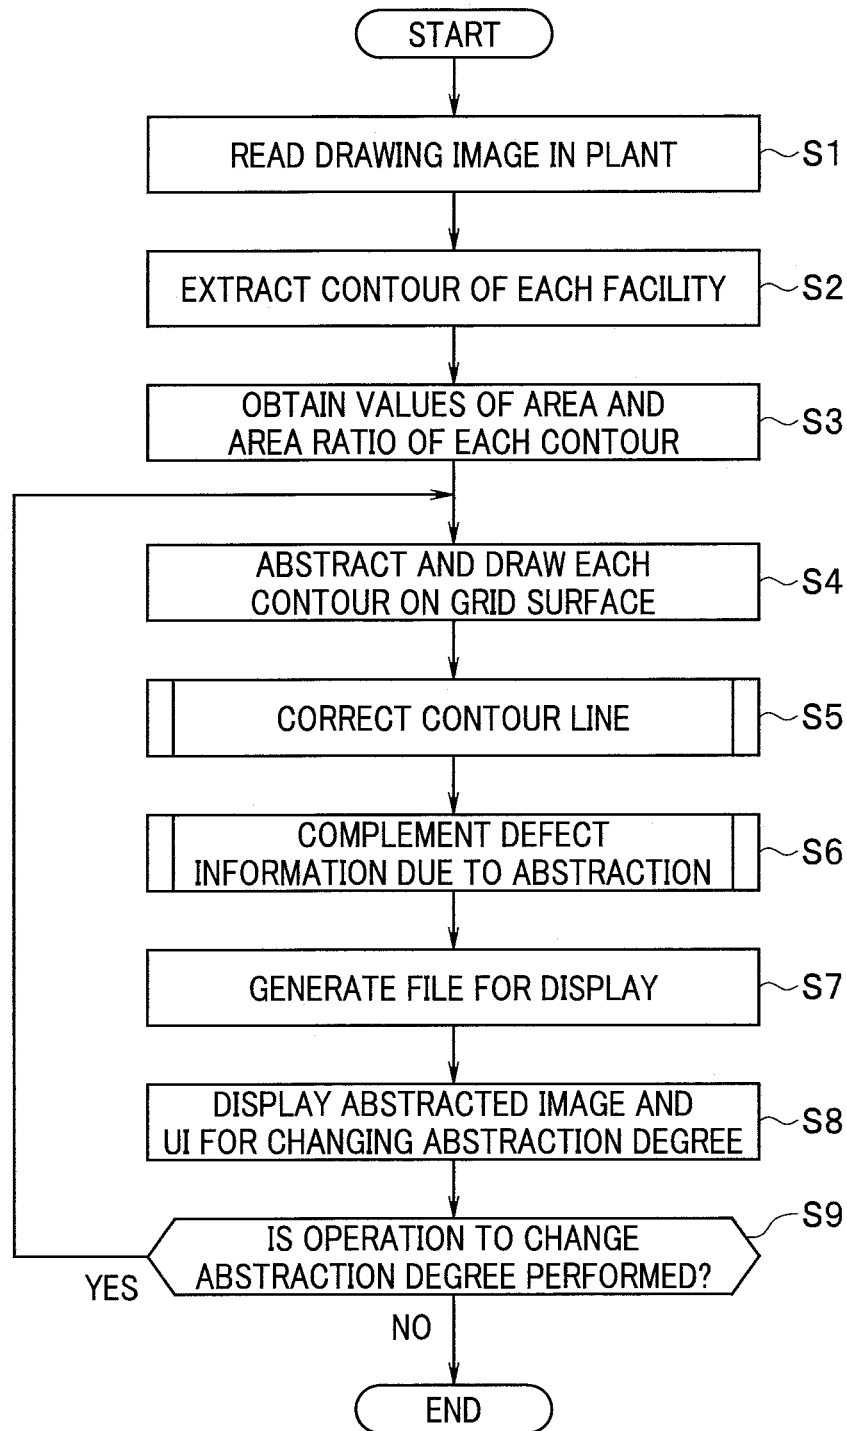 START
READ DRAWING IMAGE IN PLANT
S1
EXTRACT CONTOUR OF EACH FACILITY
S2
OBTAIN VALUES OF AREA AND
AREA RATIO OF EACH CONTOUR
S3
ABSTRACT AND DRAW EACH
CONTOUR ON GRID SURFACE
S4
CORRECT CONTOUR LINE
S5
COMPLEMENT DEFECT
INFORMATION DUE TO ABSTRACTION
S6
GENERATE FILE FOR DISPLAY
S7
DISPLAY ABSTRACTED IMAGE AND
UI FOR CHANGING ABSTRACTION DEGREE
S8
IS OPERATION TO CHANGE
ABSTRACTION DEGREE PERFORMED?
S9
YES
NO
END